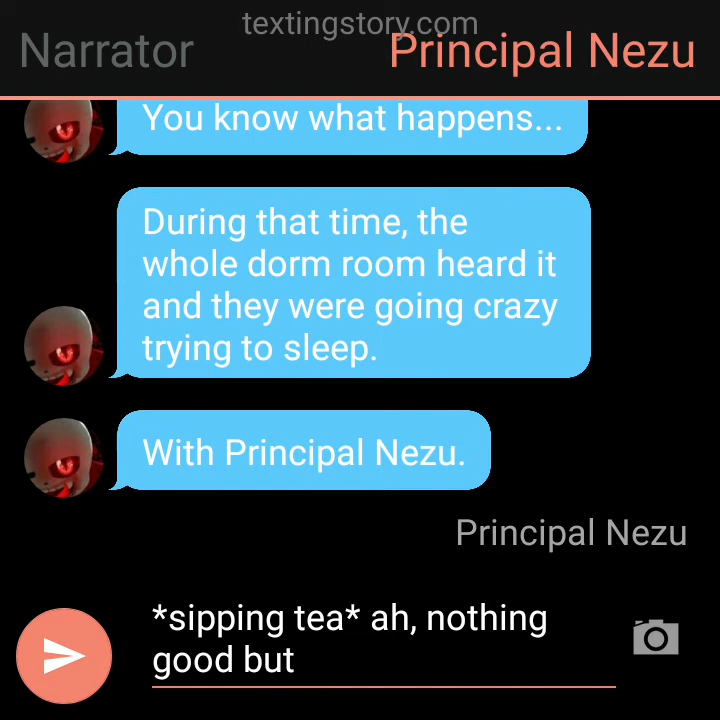 textingstory.com
Narrator
Principal Nezu
You know what happens...
During that time, the
whole dorm room heard it
and they were going crazy
trying to sleep.
With Principal Nezu.
Principal Nezu
*sipping tea* ah, nothing
good but